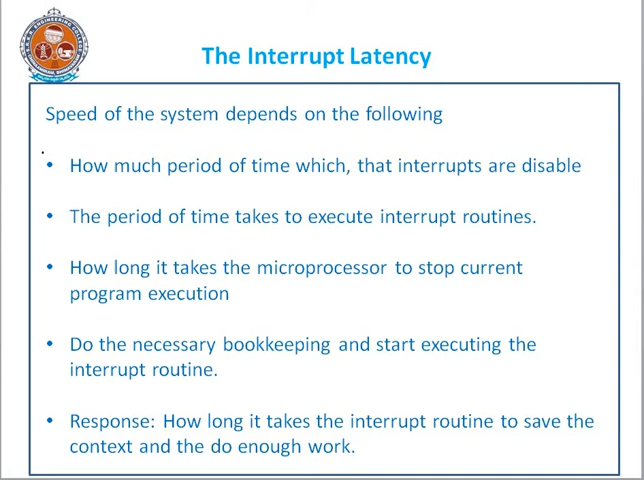 The Interrupt Latency
Speed of the system depends on the following
• How much period of time which, that interrupts are disable
• The period of time takes to execute interrupt routines.
• How long it takes the microprocessor to stop current
program execution
• Do the necessary bookkeeping and start executing the
interrupt routine.
• Response: How long it takes the interrupt routine to save the
context and the do enough work.